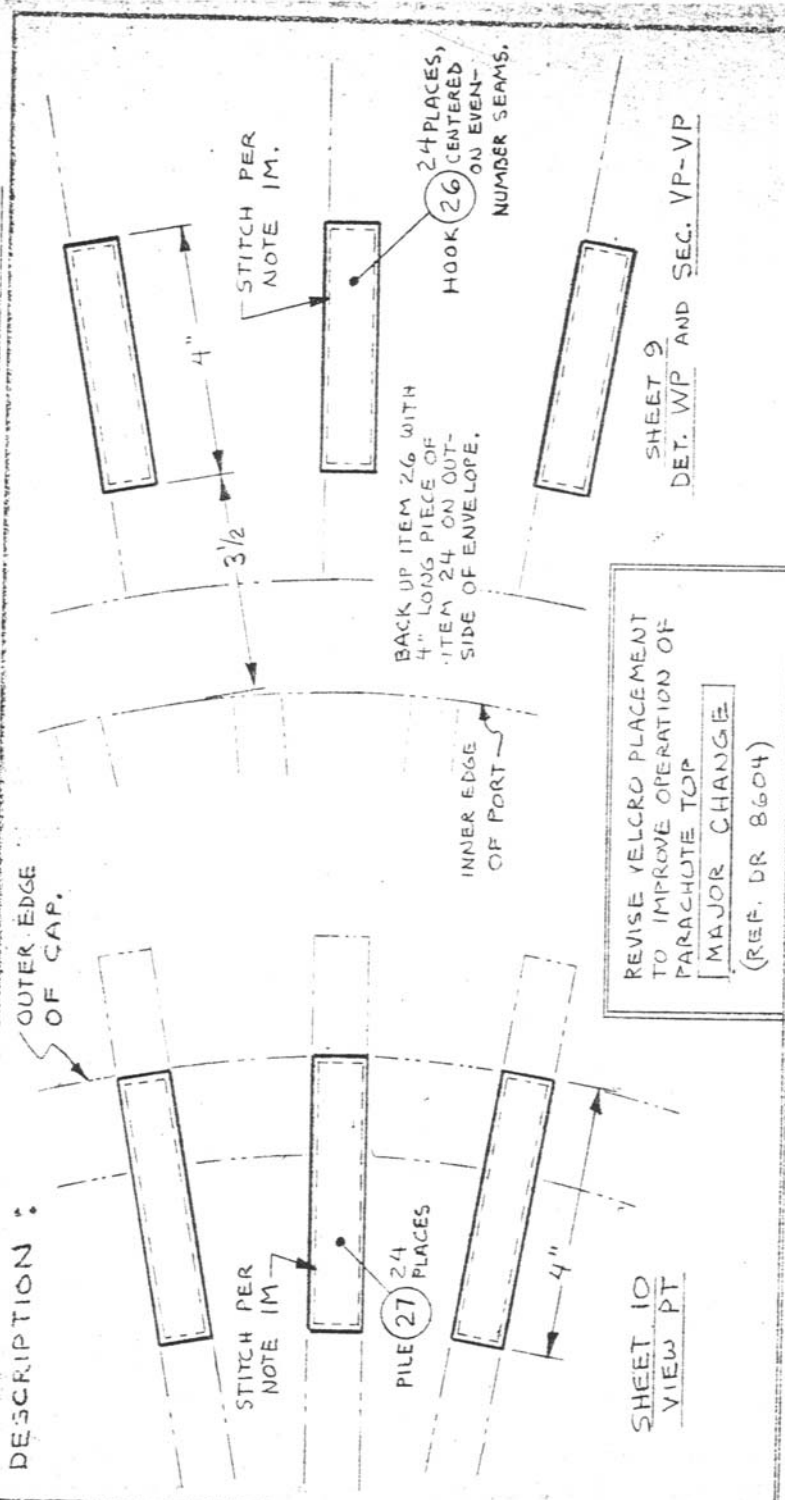 DESCRIPTION :
OUTER EDGE
OF CAP.
STITCH PER
NOTE 1M
PILE 27 24
PLACES
4"
SHEET 10
VIEW PT
INNER EDGE
OF PORT
3 1/2
4"
STITCH PER
NOTE 1M.
BACK UP ITEM 26 WITH
4" LONG PIECE OF
ITEM 24 ON OUT-
SIDE OF ENVELOPE.
24 PLACES,
HOOK 26 CENTERED
ON EVEN-
NUMBER SEAMS.
SHEET 9
DET. WP AND SEC. VP-VP
REVISE VELCRO PLACEMENT
TO IMPROVE OPERATION OF
PARACHUTE TOP
MAJOR CHANGE
(REF. DR 8604)